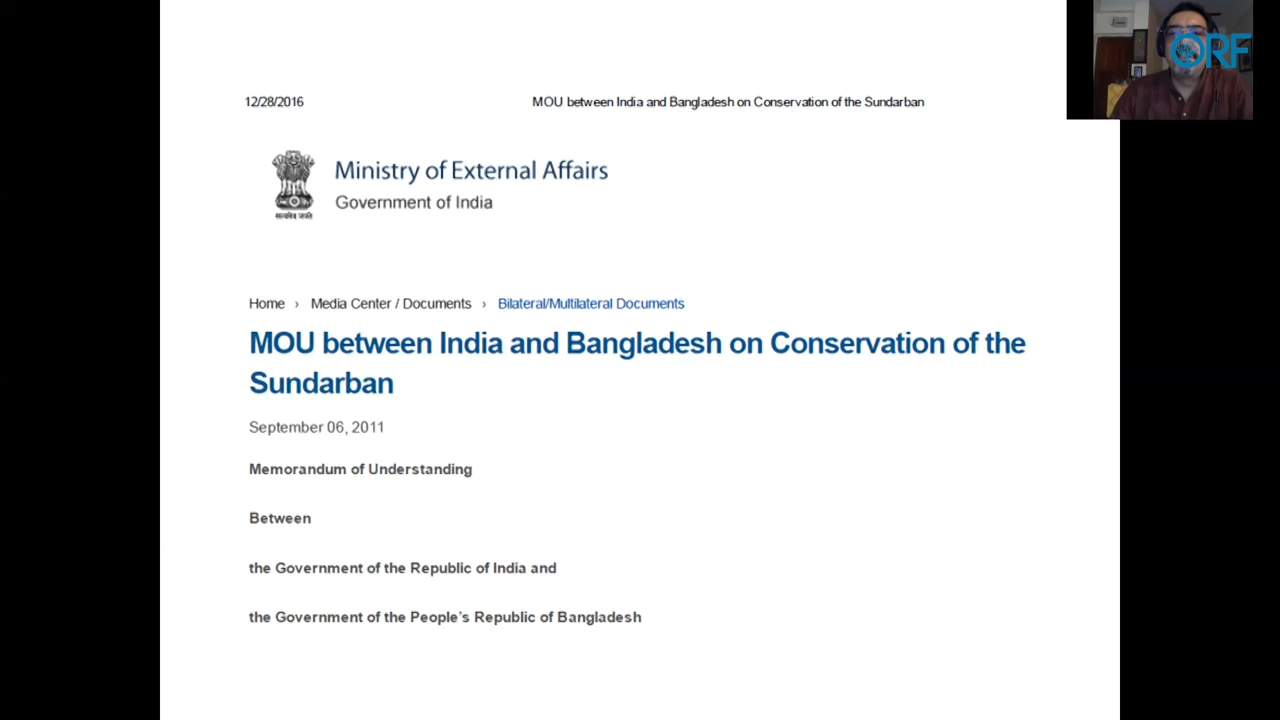 12/28/2016 MOU between India and Bangladesh on Conservation of the Sundarban
ORF
Ministry of External Affairs
Government of India
सत्यमेव जयते
Home › Media Center / Documents › Bilateral/Multilateral Documents
MOU between India and Bangladesh on Conservation of the
Sundarban
September 06, 2011
Memorandum of Understanding
Between
the Government of the Republic of India and
the Government of the People’s Republic of Bangladesh